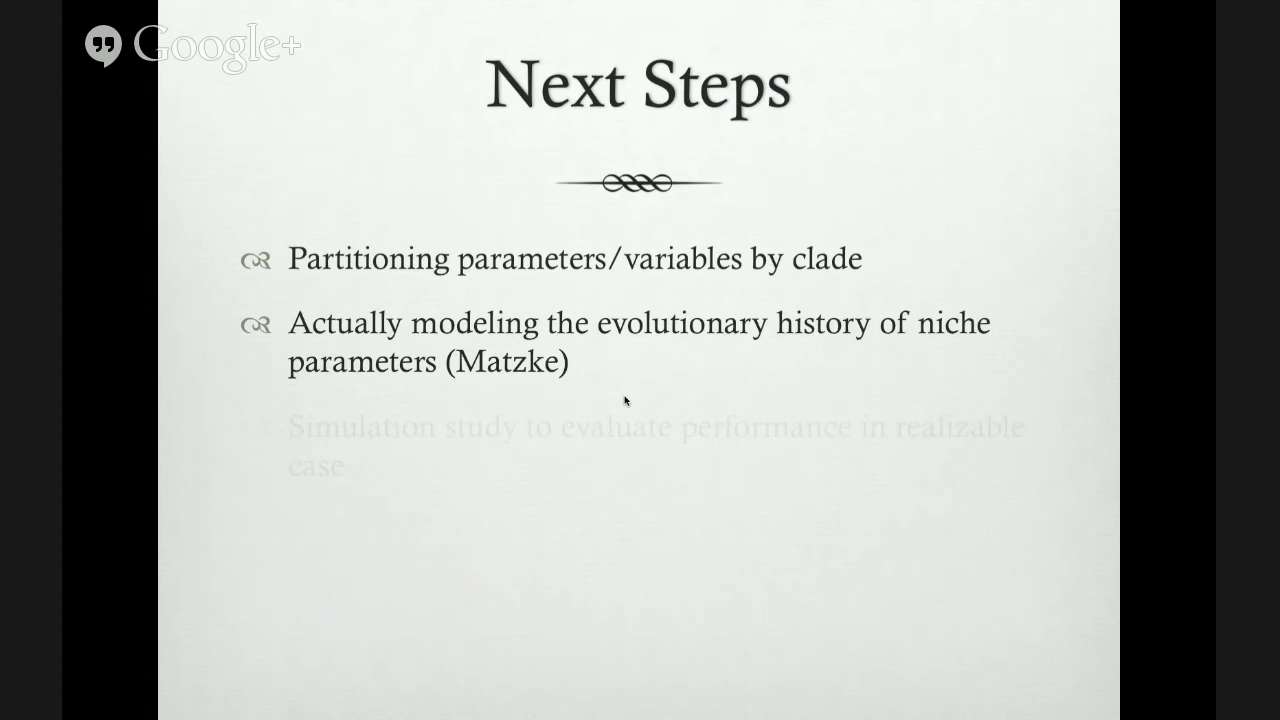 Google+
Next Steps
Partitioning parameters/variables by clade
Actually modeling the evolutionary history of niche
parameters (Matzke)
Simulation study to evaluate performance in realizable
case